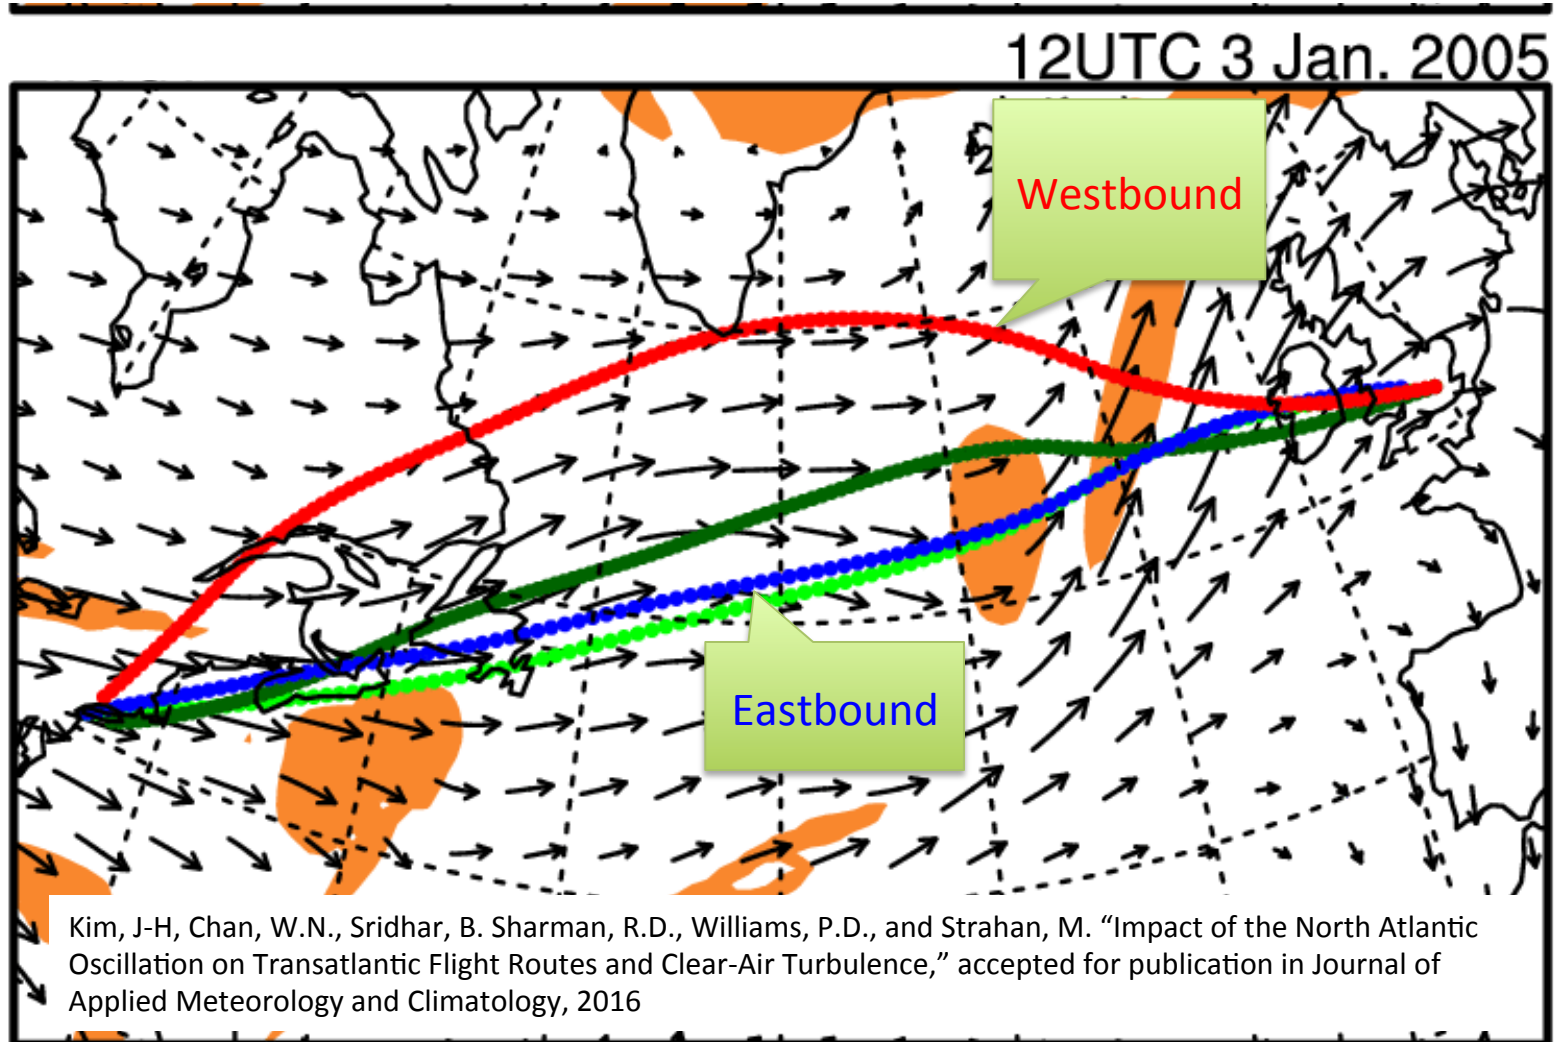 12UTC 3 Jan. 2005
Westbound
Eastbound
Kim, J-H, Chan, W.N., Sridhar, B. Sharman, R.D., Williams, P.D., and Strahan, M. “Impact of the North Atlantic
Oscillation on Transatlantic Flight Routes and Clear-Air Turbulence,” accepted for publication in Journal of
Applied Meteorology and Climatology, 2016